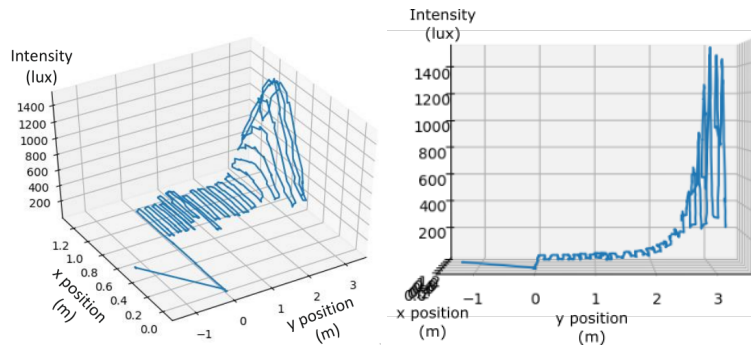 Intensity
(lux)
1400
1200
1000
800
600
400
200
1.2
1.0
0.8
0.6
0.4
0.2
0.0
x position
(m)
−1
0
1
2
3
y position
(m)
Intensity
(lux)
1400
1200
1000
800
600
400
200
x position
(m)
−1
0
1
2
3
y position
(m)